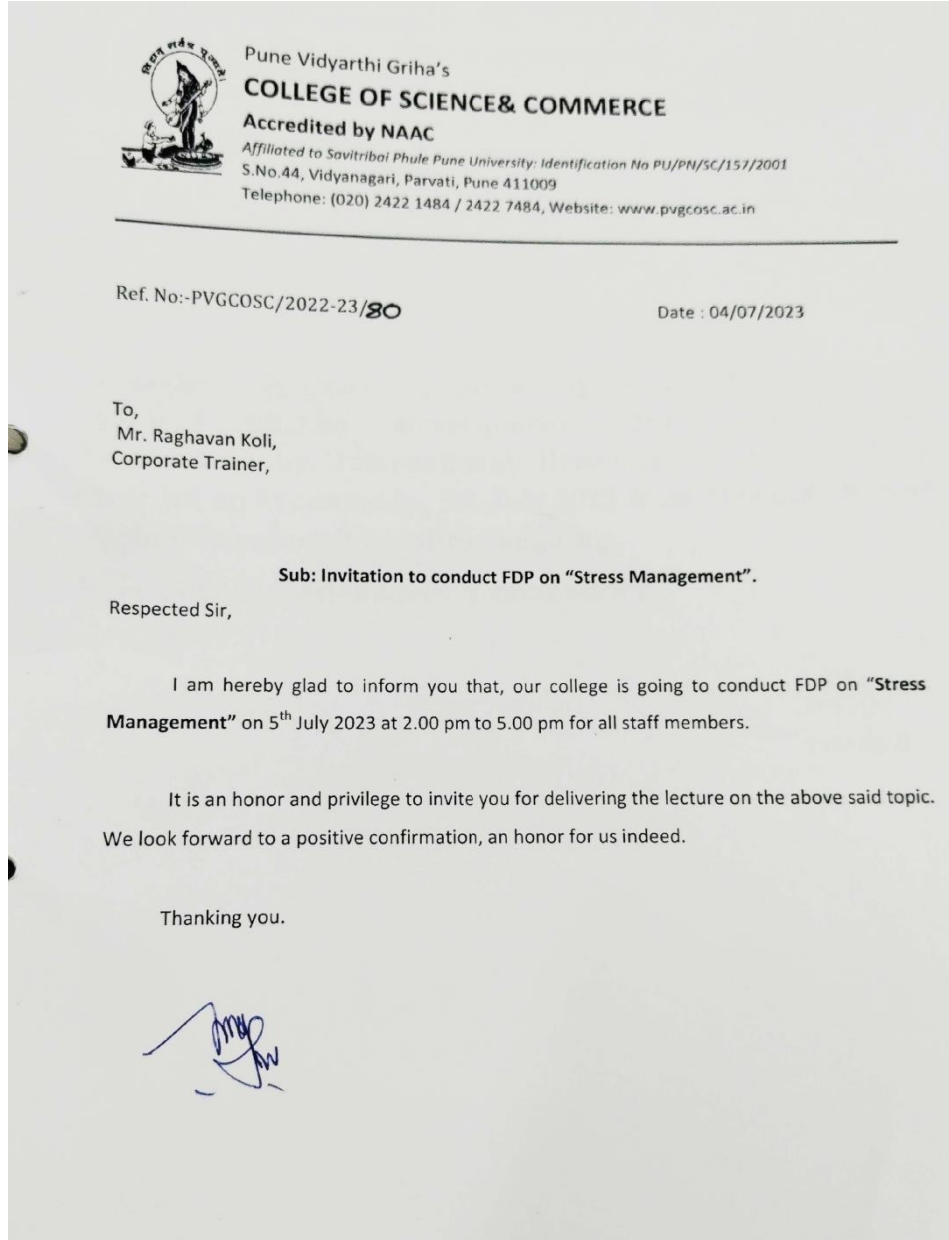 विद्वान सर्वत्र पूज्यते।
Pune Vidyarthi Griha's
COLLEGE OF SCIENCE& COMMERCE
Accredited by NAAC
Affiliated to Savitribai Phule Pune University: Identification No PU/PN/SC/157/2001
S.No.44, Vidyanagari, Parvati, Pune 411009
Telephone: (020) 2422 1484 / 2422 7484, Website: www.pvgcosc.ac.in
Ref. No:-PVGCOSC/2022-23/80
Date : 04/07/2023
To,
Mr. Raghavan Koli,
Corporate Trainer,
Sub: Invitation to conduct FDP on “Stress Management”.
Respected Sir,
I am hereby glad to inform you that, our college is going to conduct FDP on “Stress
Management” on 5th July 2023 at 2.00 pm to 5.00 pm for all staff members.
It is an honor and privilege to invite you for delivering the lecture on the above said topic.
We look forward to a positive confirmation, an honor for us indeed.
Thanking you.